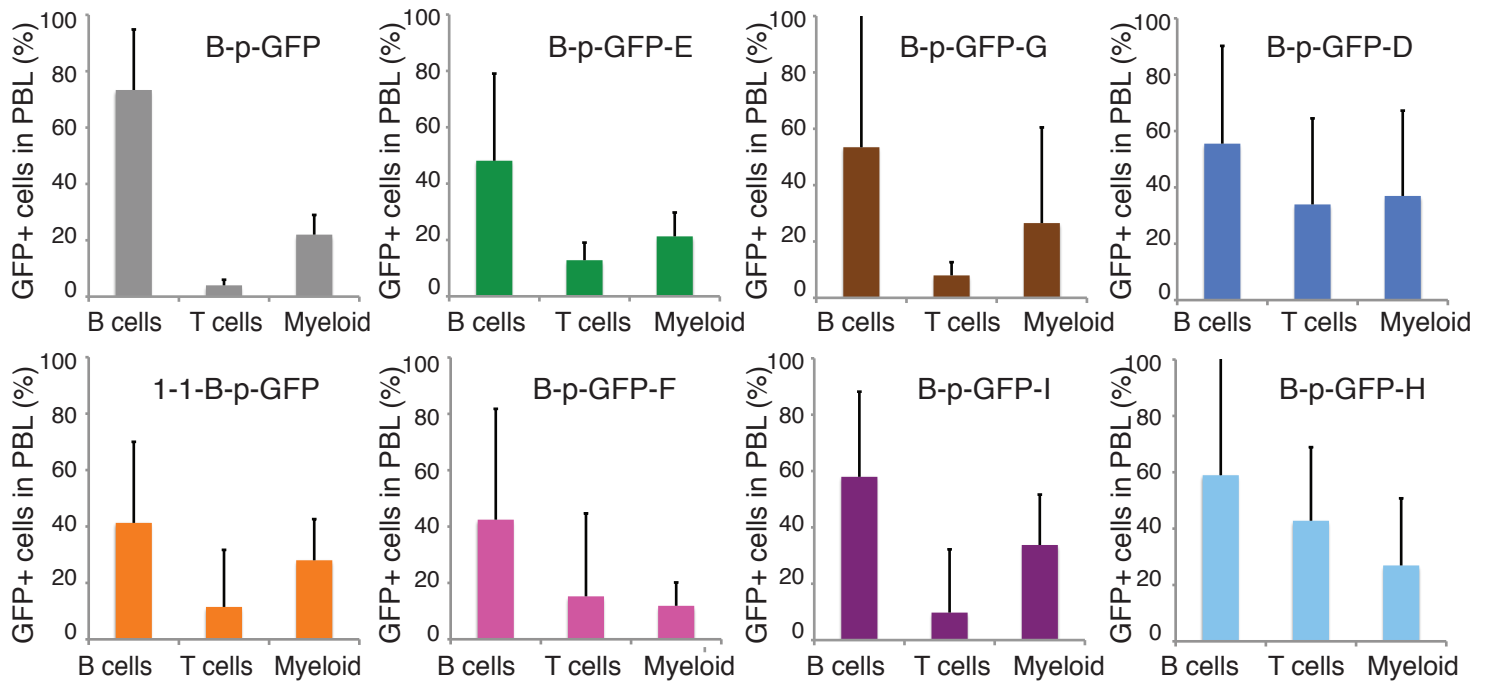 GFP+ cells in PBL (%)
100
80
60
40
20
0
B-p-GFP
B cells T cells Myeloid
GFP+ cells in PBL (%)
100
80
60
40
20
0
B-p-GFP-E
B cells T cells Myeloid
GFP+ cells in PBL (%)
100
80
60
40
20
0
B-p-GFP-G
B cells T cells Myeloid
GFP+ cells in PBL (%)
100
80
60
40
20
0
B-p-GFP-D
B cells T cells Myeloid
GFP+ cells in PBL (%)
100
80
60
40
20
0
1-1-B-p-GFP
B cells T cells Myeloid
GFP+ cells in PBL (%)
100
80
60
40
20
0
B-p-GFP-F
B cells T cells Myeloid
GFP+ cells in PBL (%)
100
80
60
40
20
0
B-p-GFP-I
B cells T cells Myeloid
GFP+ cells in PBL (%)
100
80
60
40
20
0
B-p-GFP-H
B cells T cells Myeloid